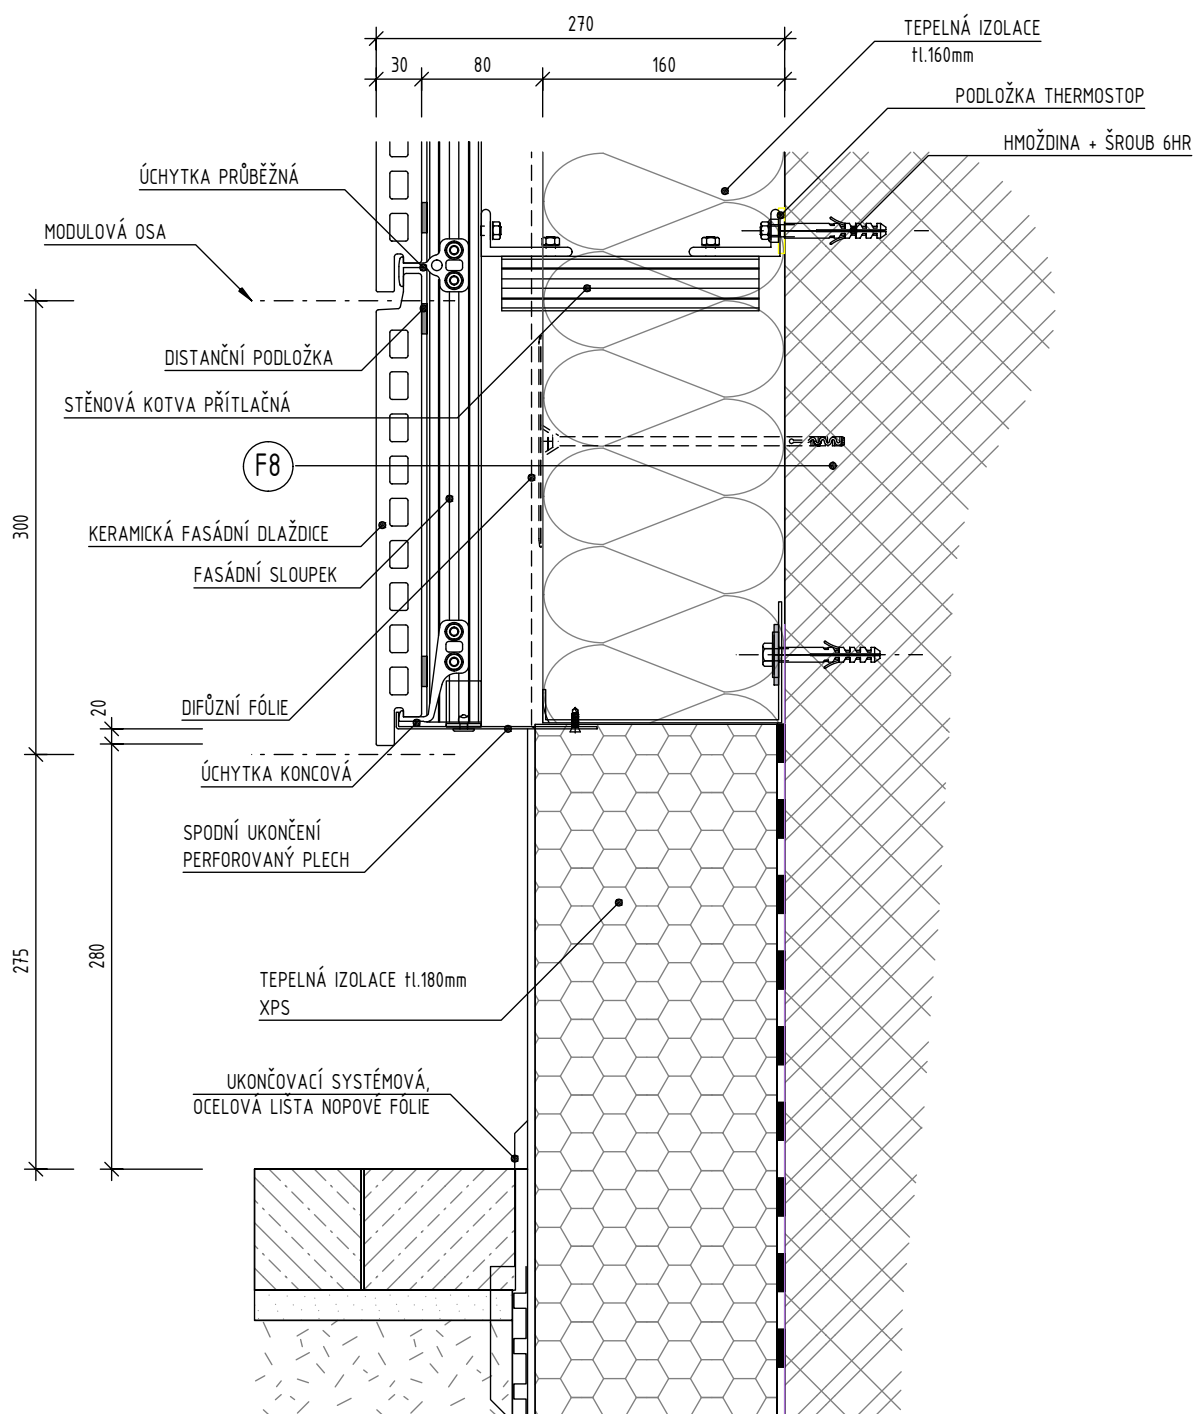 270
30
80
160
TEPELNÁ IZOLACE
tl.160mm
PODLOŽKA THERMOSTOP
HMOŽDINA + ŠROUB 6HR
ÚCHYTKA PRŮBĚŽNÁ
MODULOVÁ OSA
DISTANČNÍ PODLOŽKA
STĚNOVÁ KOTVA PŘÍTLAČNÁ
F8
300
KERAMICKÁ FASÁDNÍ DLAŽDICE
FASÁDNÍ SLOUPEK
20
DIFŮZNÍ FÓLIE
ÚCHYTKA KONCOVÁ
SPODNÍ UKONČENÍ
PERFOROVANÝ PLECH
275
280
TEPELNÁ IZOLACE tl.180mm
XPS
UKONČOVACÍ SYSTÉMOVÁ,
OCELOVÁ LIŠTA NOPOVÉ FÓLIE